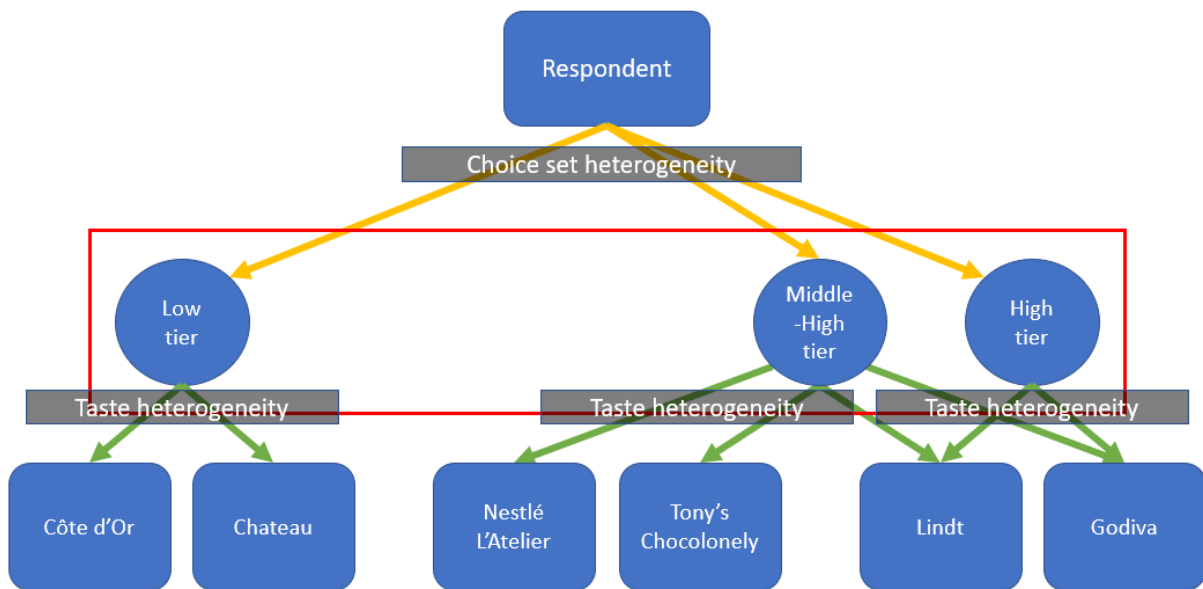 Respondent
Choice set heterogeneity
Low
tier
Middle
-High
tier
High
tier
Taste heterogeneity
Taste heterogeneity
Taste heterogeneity
Côte d'Or
Chateau
Nestlé
L'Atelier
Tony's
Chocolonely
Lindt
Godiva